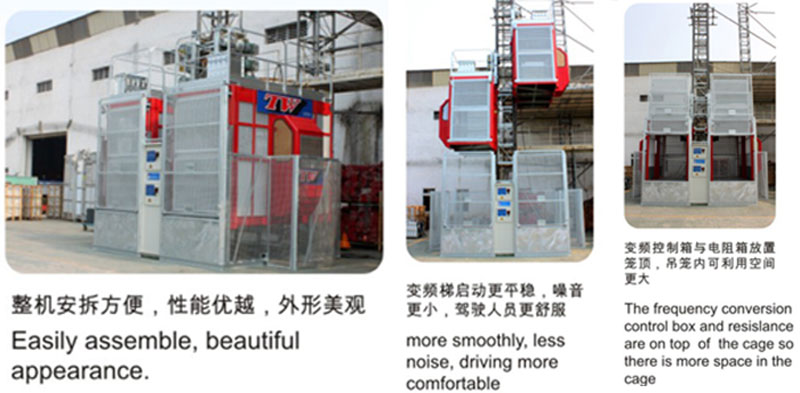 TW
整机安拆方便，性能优越，外形美观
Easily assemble, beautiful
appearance.
变频梯启动更平稳，噪音
更小，驾驶人员更舒服
more smoothly, less
noise, driving more
comfortable
变频控制箱与电阻箱放置
笼顶，吊笼内可利用空间
更大
The frequency conversion
control box and resislance
are on top of the cage so
there is more space in the
cage